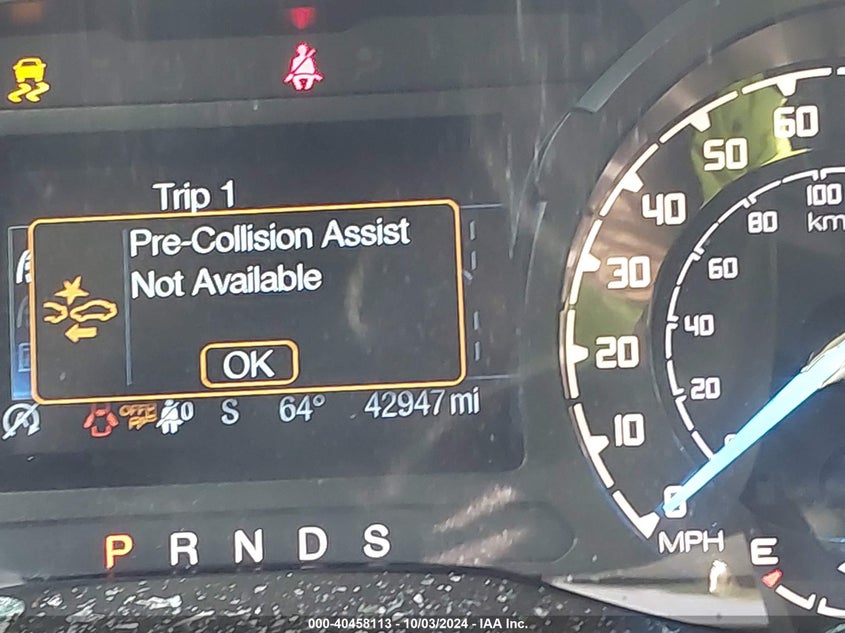 Trip 1
Pre-Collision Assist
Not Available
OK
OFF
0 S 64° 42947 mi
P R N D S
0 10 20 30 40 50 60
MPH
20 40 60 80 100
km
E
000-40458113 - 10/03/2024 - IAA Inc.